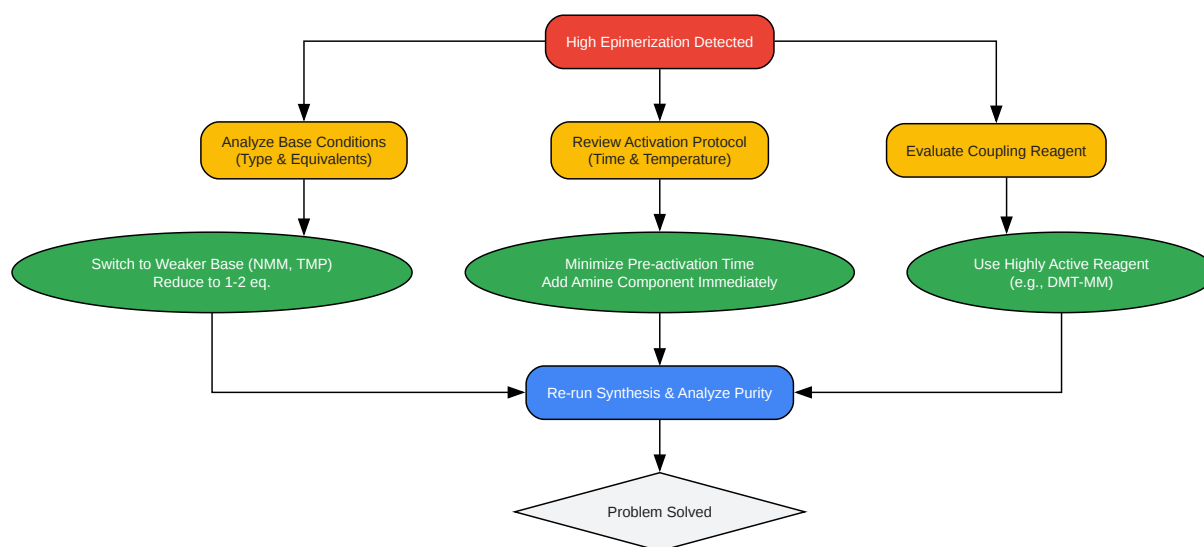 High Epimerization Detected
Analyze Base Conditions
(Type & Equivalents)
Review Activation Protocol
(Time & Temperature)
Evaluate Coupling Reagent
Switch to Weaker Base (NMM, TMP)
Reduce to 1-2 eq.
Minimize Pre-activation Time
Add Amine Component Immediately
Use Highly Active Reagent
(e.g., DMT-MM)
Re-run Synthesis & Analyze Purity
Problem Solved